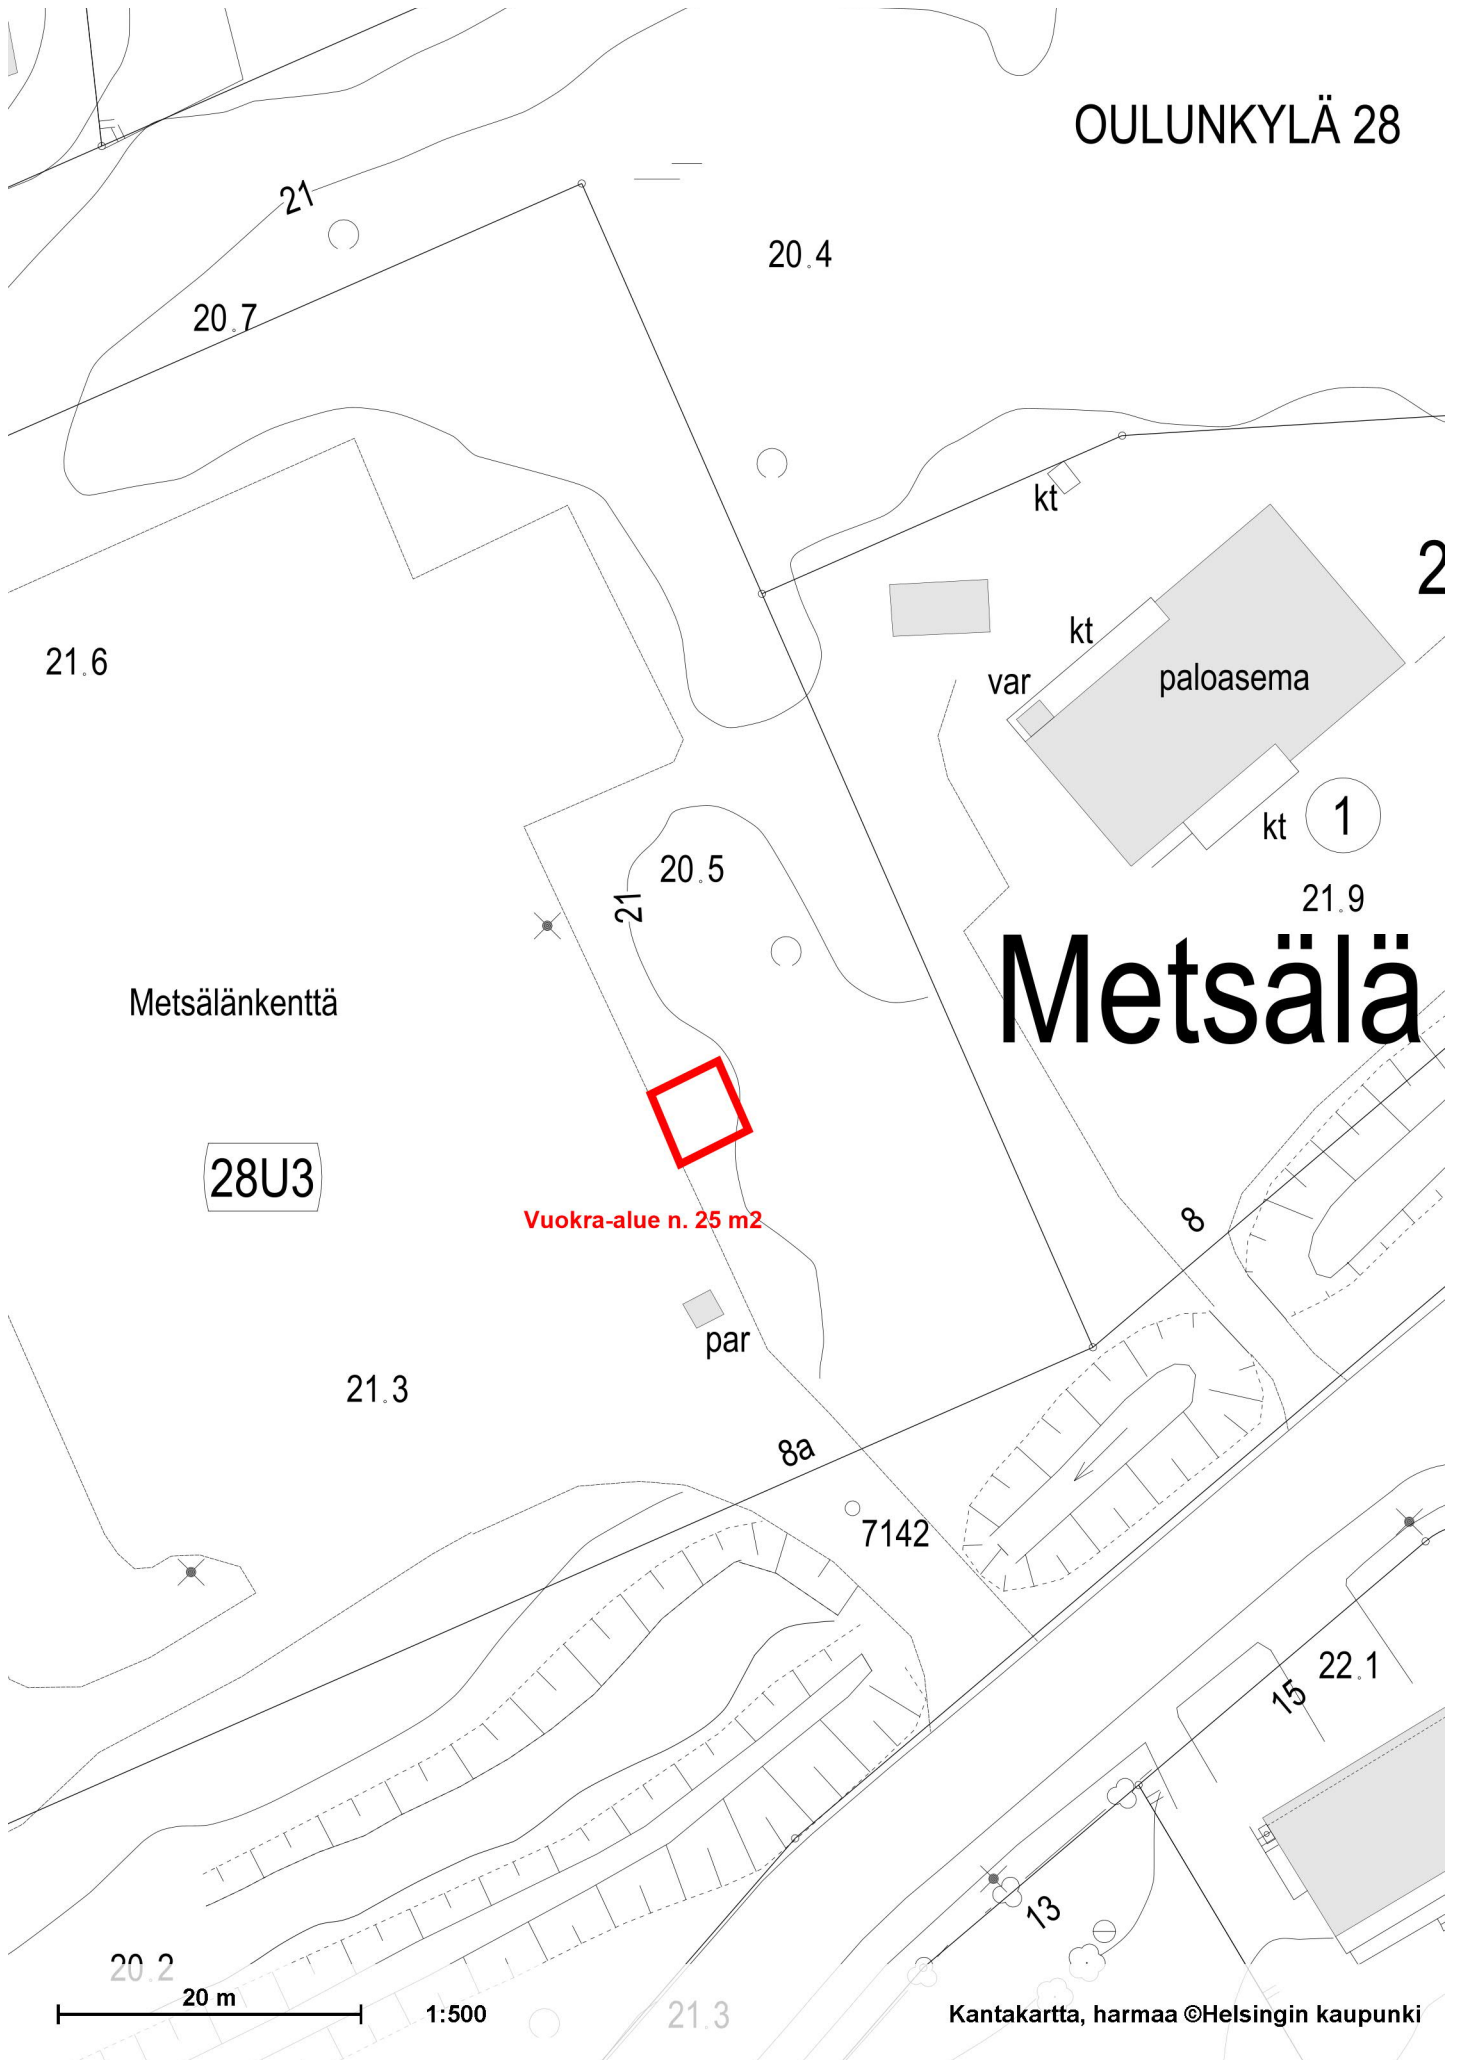 OULUNKYLÄ 28
21
20.4
20.7
kt
2
21.6
kt
var
paloasema
1
kt
20.5
21
21.9
Metsälä
Metsälänkenttä
28U3
Vuokra-alue n. 25 m2
8
par
21.3
8a
7142
22.1
15
13
20.2
20 m
1:500
21.3
Kantakartta, harmaa ©Helsingin kaupunki